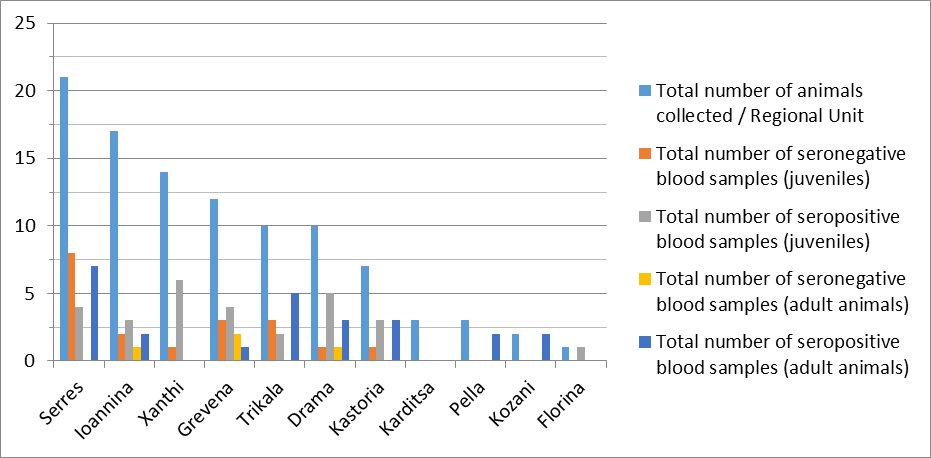 25
20
15
10
5
0
Serres
Ioannina
Xanthi
Grevena
Trikala
Drama
Kastoria
Karditsa
Pella
Kozani
Florina
Total number of animals
collected / Regional Unit
Total number of seronegative
blood samples (juveniles)
Total number of seropositive
blood samples (juveniles)
Total number of seronegative
blood samples (adult animals)
Total number of seropositive
blood samples (adult animals)